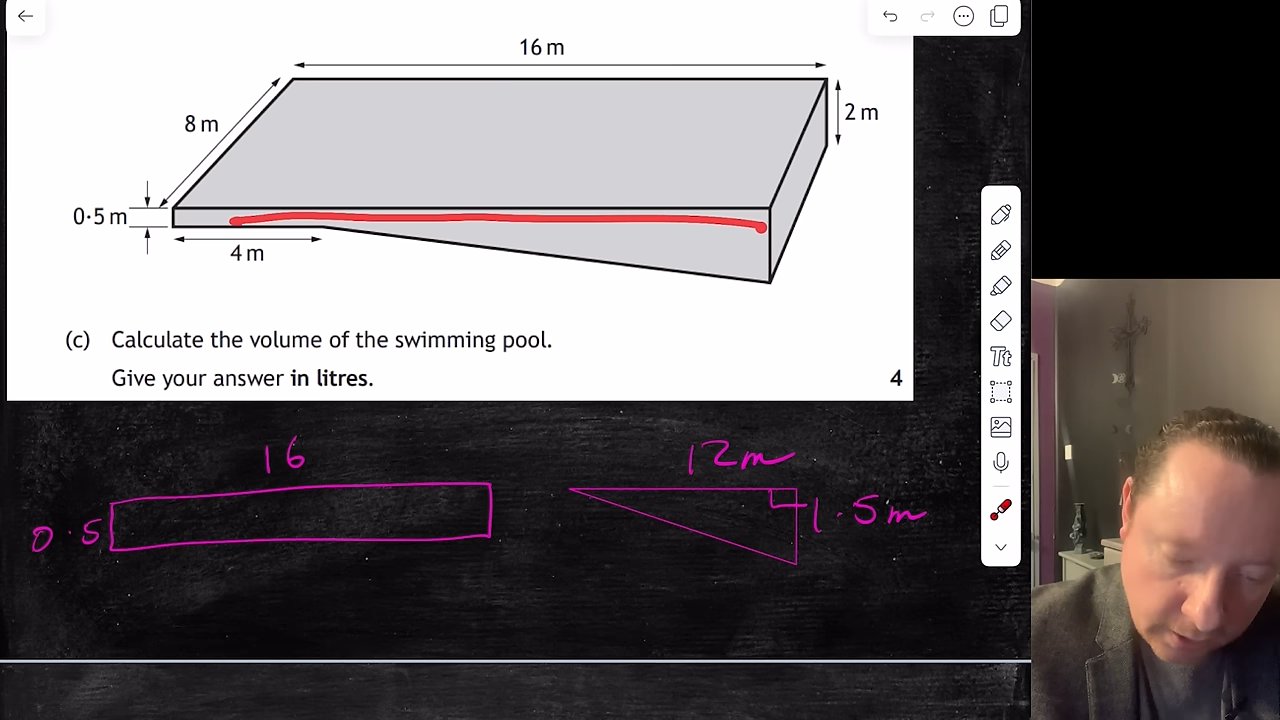 16 m
8 m
2 m
0·5 m
4 m
(c) Calculate the volume of the swimming pool.
Give your answer in litres.
4
16
12m
0.5
1.5m
Tt